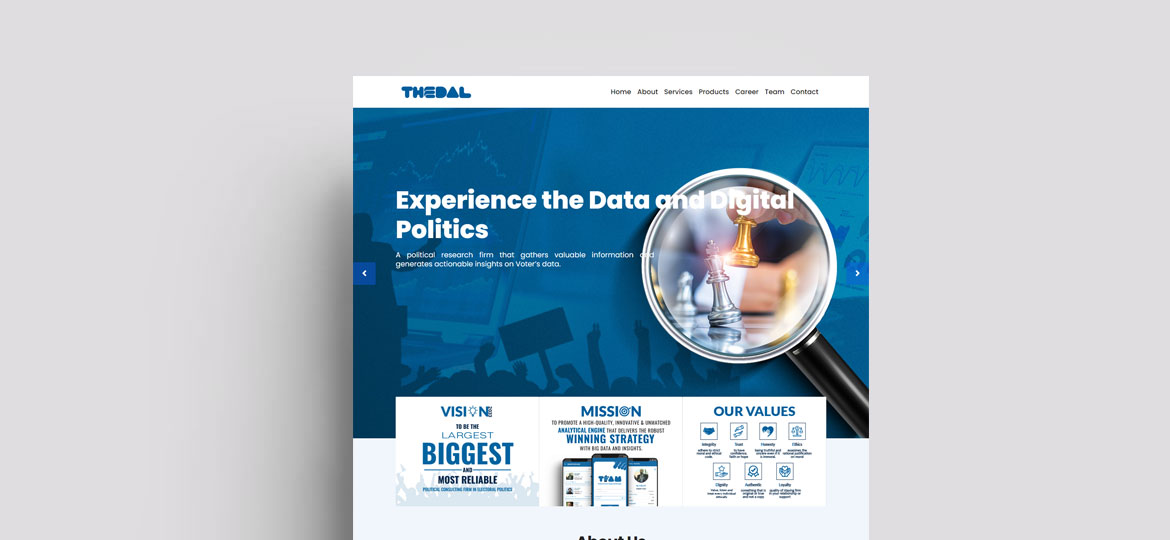 THEDAL
Home About Services Products Career Team Contact
Experience the Data and Digital
Politics
A political research firm that gathers valuable information and
generates actionable insights on Voter's data.
VISION
TO BE THE
LARGEST
BIGGEST
AND
MOST RELIABLE
POLITICAL CONSULTING FIRM IN ELECTORAL POLITICS
MISSION
TO PROMOTE A HIGH-QUALITY, INNOVATIVE & UNMATCHED
ANALYTICAL ENGINE THAT DELIVERS THE ROBUST
WINNING STRATEGY
WITH BIG DATA AND INSIGHTS.
OUR VALUES
Integrity Trust Honesty Ethics
Dignity Authentic Loyalty
About Us